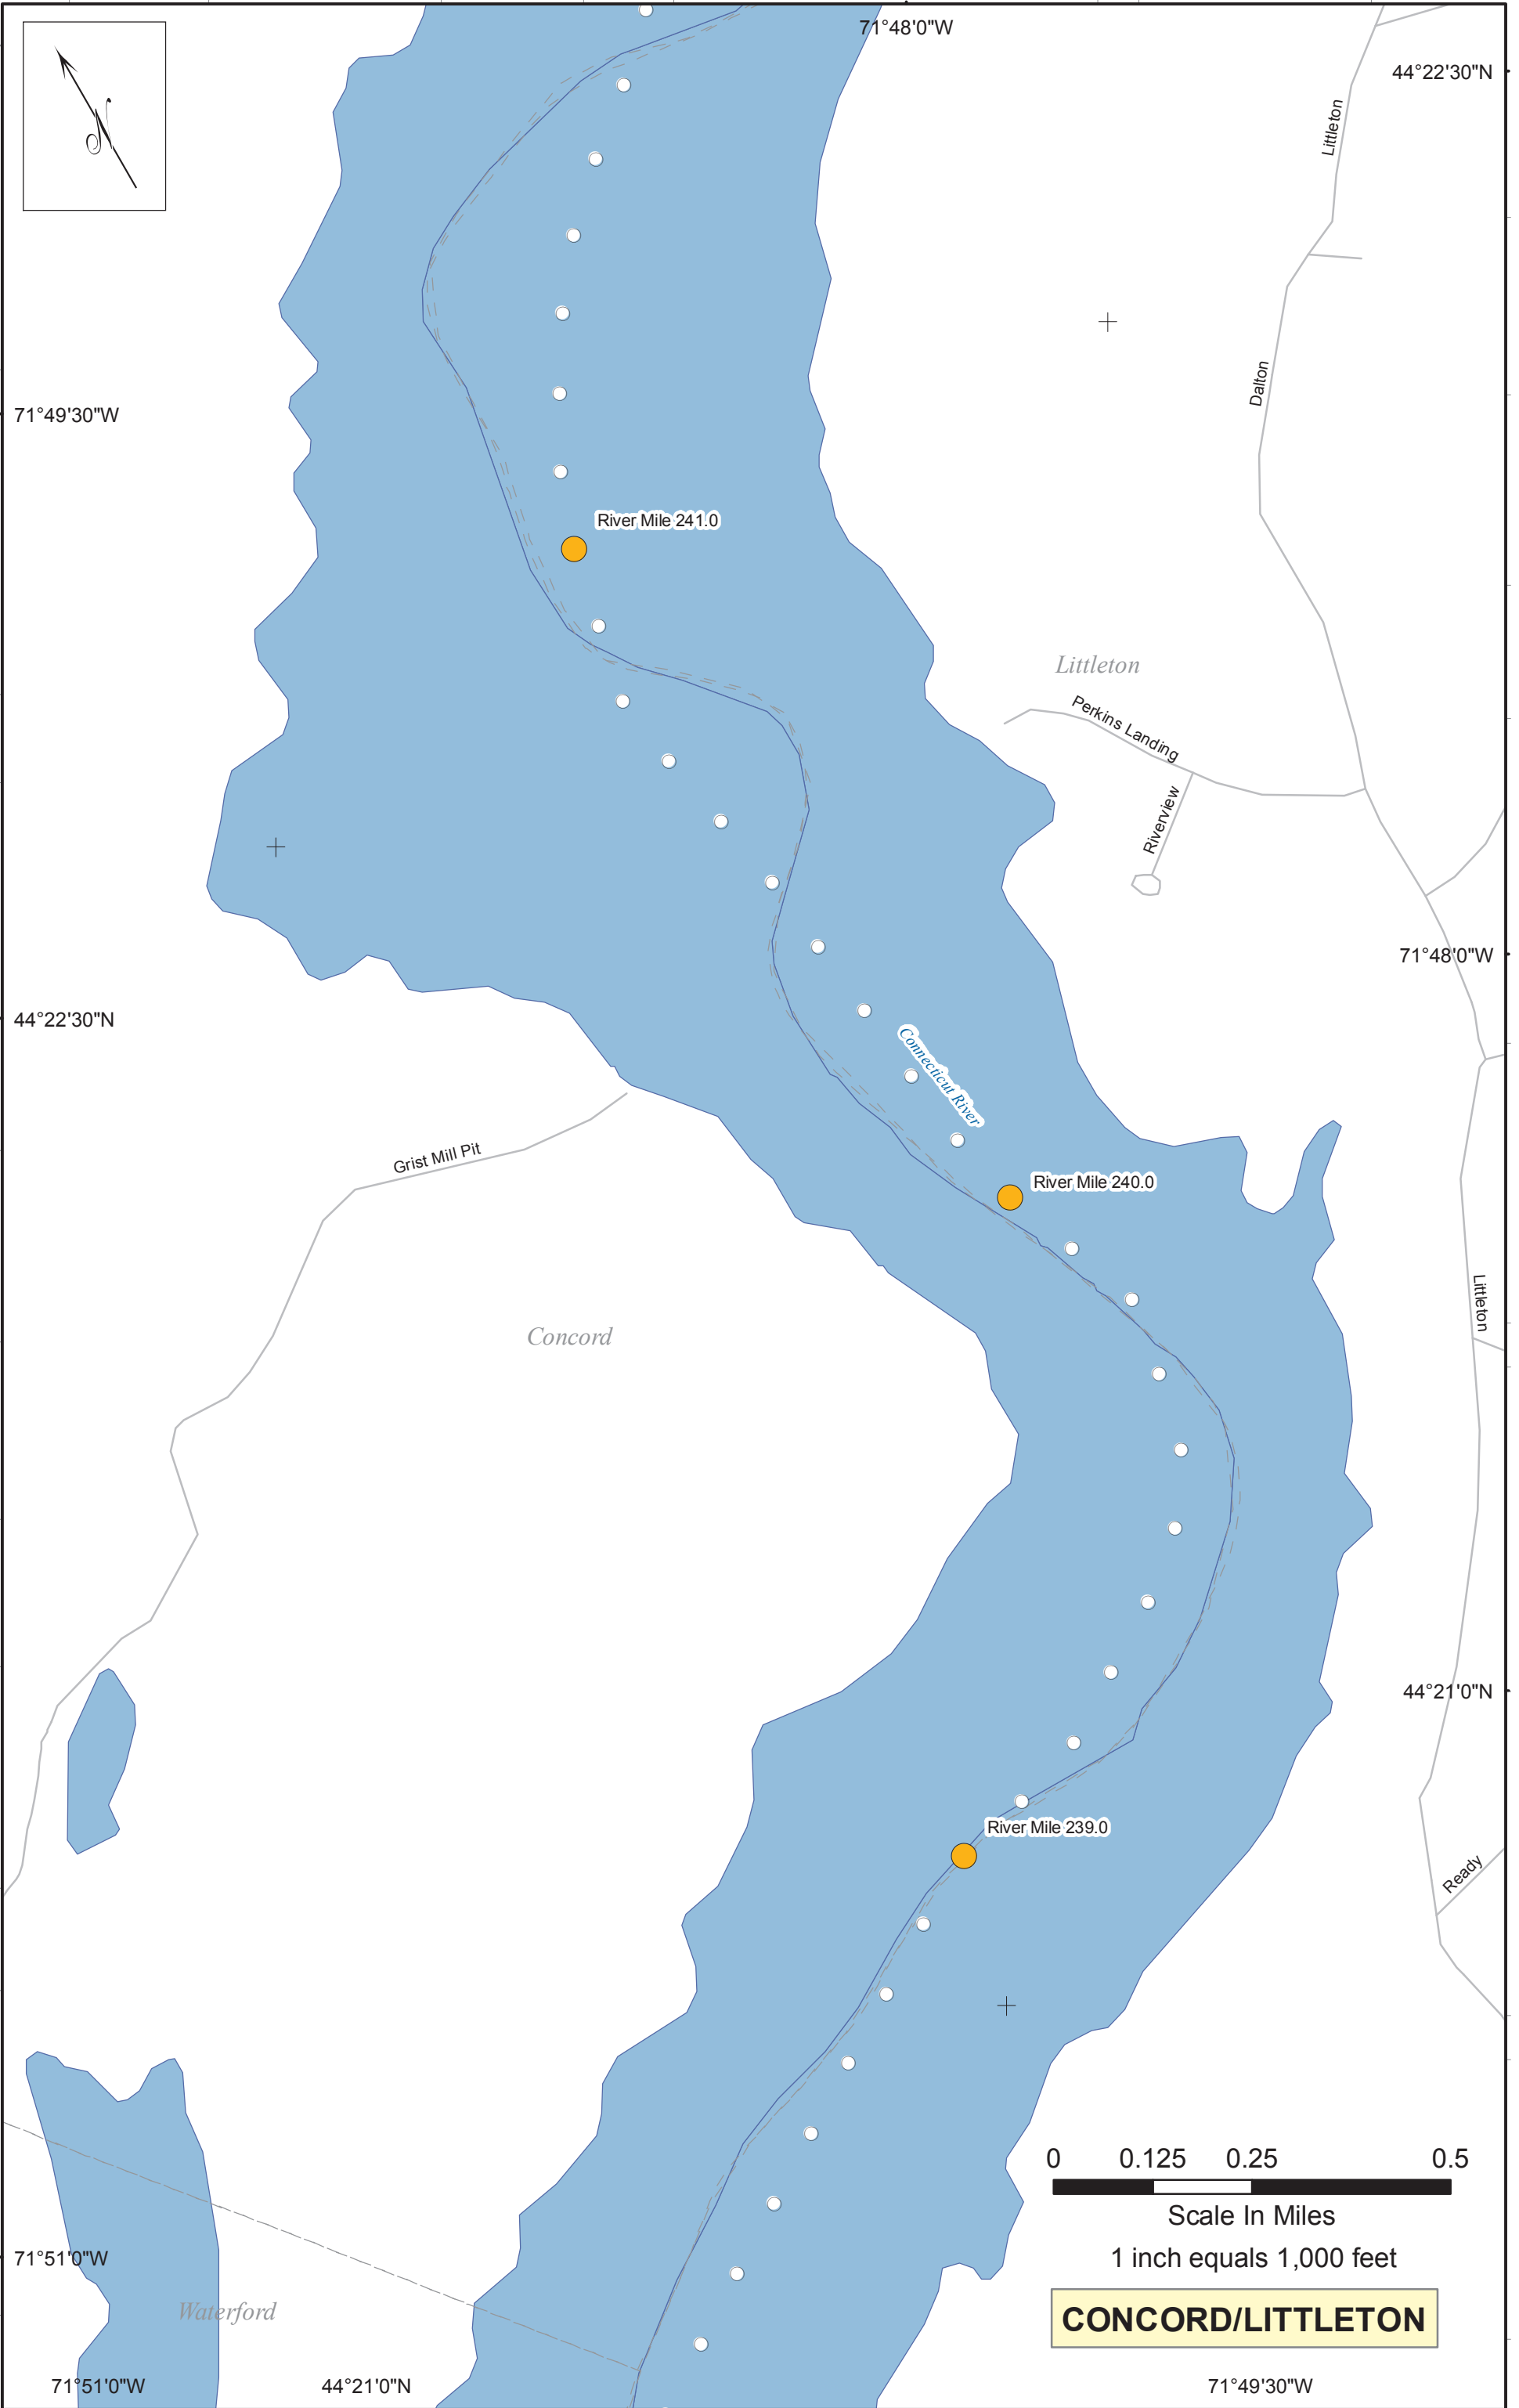 71°48'0"W
44°22'30"N
N
Littleton
Dalton
71°49'30"W
River Mile 241.0
Littleton
Perkins Landing
Riverview
71°48'0"W
44°22'30"N
Connecticut River
Grist Mill Pit
River Mile 240.0
Littleton
Concord
44°21'0"N
River Mile 239.0
Ready
0 0.125 0.25 0.5
Scale In Miles
71°51'0"W
1 inch equals 1,000 feet
Waterford
CONCORD/LITTLETON
71°51'0"W
44°21'0"N
71°49'30"W